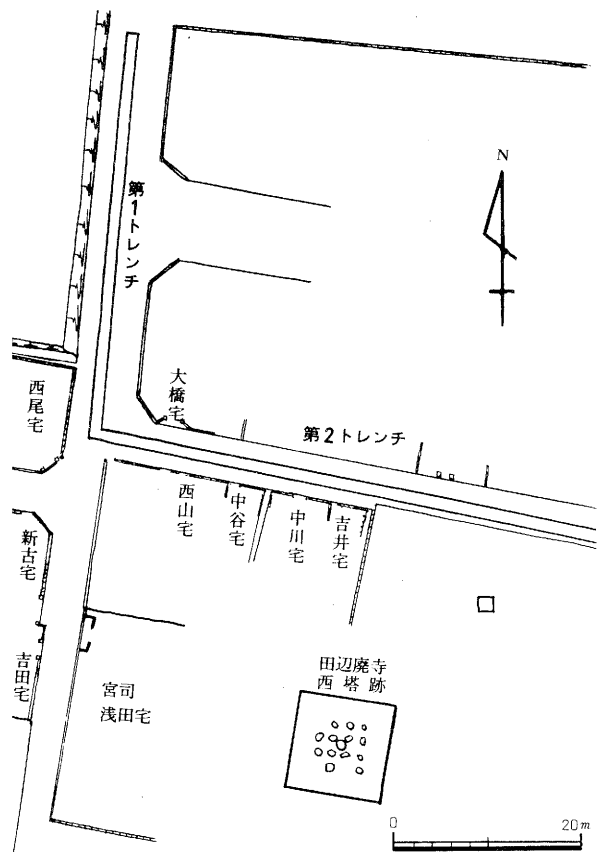 N
第1トレンチ
大橋宅
西尾宅
第2トレンチ
西山宅
中谷宅
中川宅
吉井宅
新古宅
吉田宅
宮司
浅田宅
田辺廃寺
西塔跡
0 20m